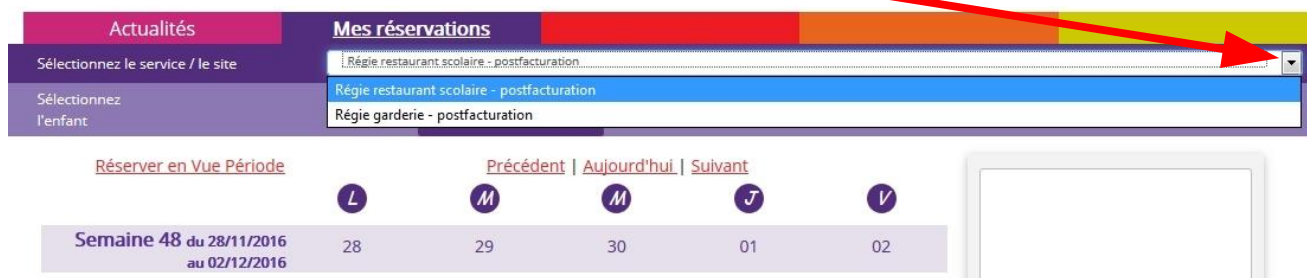 Actualités
Mes réservations
Sélectionnez le service / le site
Régie restaurant scolaire - postfacturation
Régie restaurant scolaire - postfacturation
Régie garderie - postfacturation
Sélectionnez
l'enfant
Réserver en Vue Période
Précédent | Aujourd'hui | Suivant
L M M J V
Semaine 48 du 28/11/2016 28 29 30 01 02
au 02/12/2016